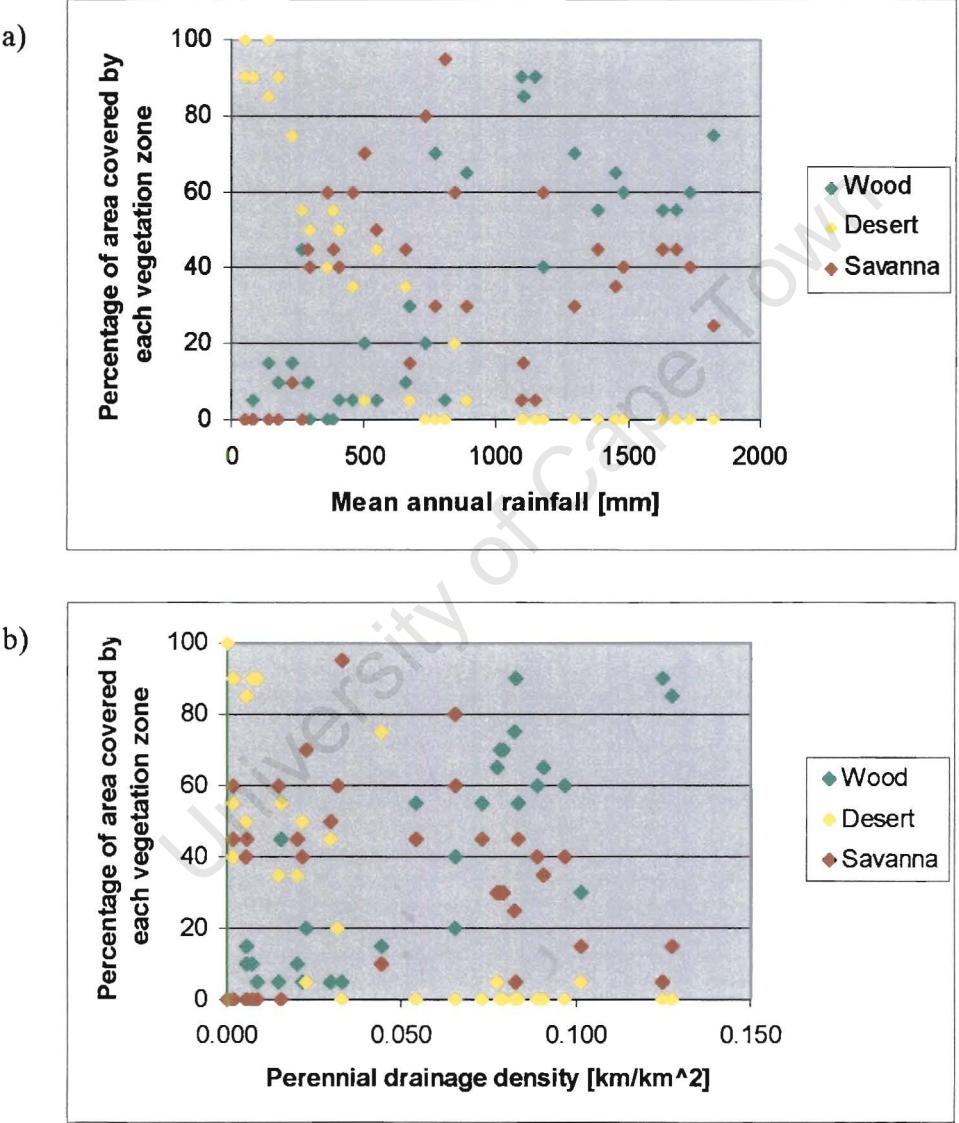 a)
Percentage of area covered by
each vegetation zone
100
80
60
40
20
0
0 500 1000 1500 2000
Mean annual rainfall [mm]
Wood
Desert
Savanna
b)
Percentage of area covered by
each vegetation zone
100
80
60
40
20
0
0.000 0.050 0.100 0.150
Perennial drainage density [km/km^2]
Wood
Desert
Savanna
University of Cape Town